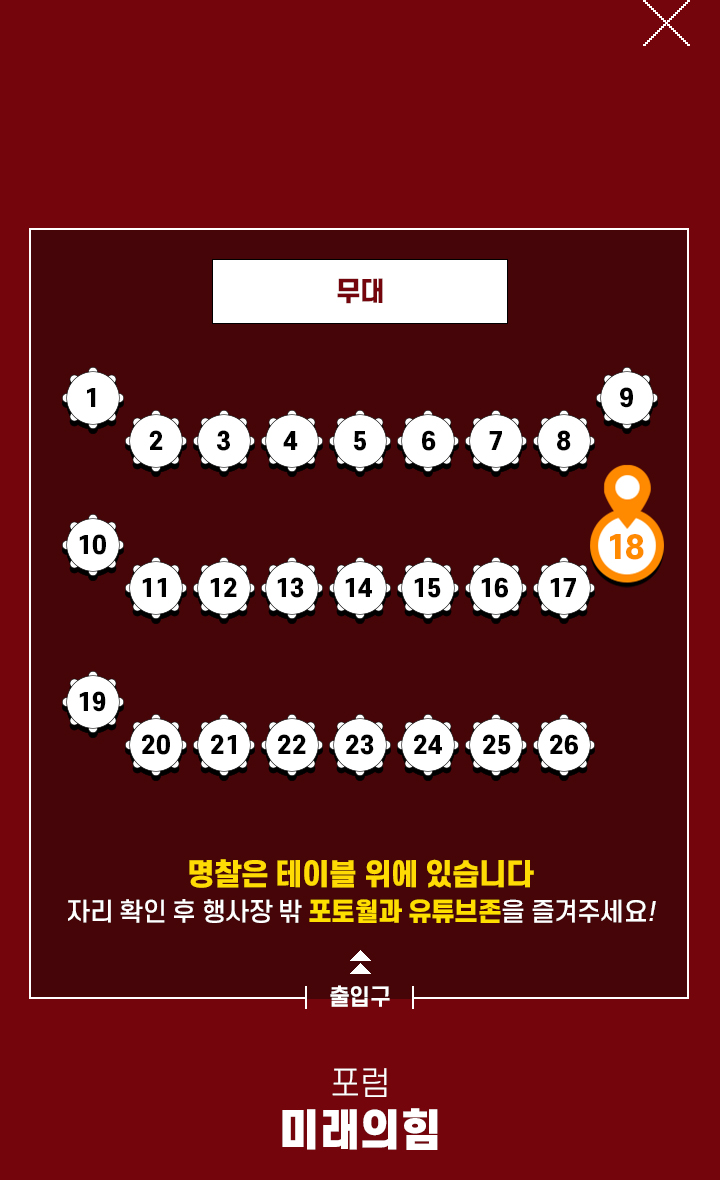 무대
1 9
2 3 4 5 6 7 8
10 18
11 12 13 14 15 16 17
19
20 21 22 23 24 25 26
명찰은 테이블 위에 있습니다
자리 확인 후 행사장 밖 포토월과 유튜브존을 즐겨주세요!
출입구
포럼
미래의힘